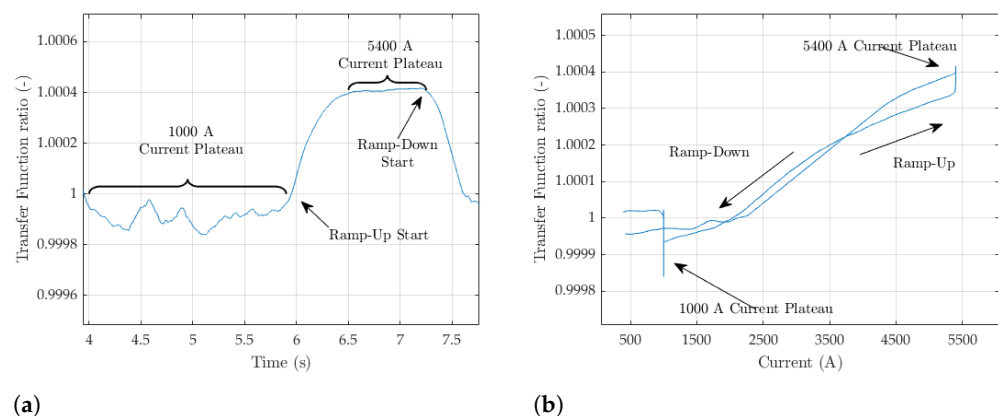 1.0006
1.0004
1.0002
1
0.9998
0.9996
4
4.5
5
5.5
6
6.5
7
7.5
Transfer Function ratio (-)
Time (s)
1000 A
Current Plateau
5400 A
Current Plateau
Ramp-Down
Start
Ramp-Up Start
(a)
1.0005
1.0004
1.0003
1.0002
1.0001
1
0.9999
0.9998
500
1500
2500
3500
4500
5500
Transfer Function ratio (-)
Current (A)
5400 A Current Plateau
Ramp-Down
Ramp-Up
1000 A Current Plateau
(b)